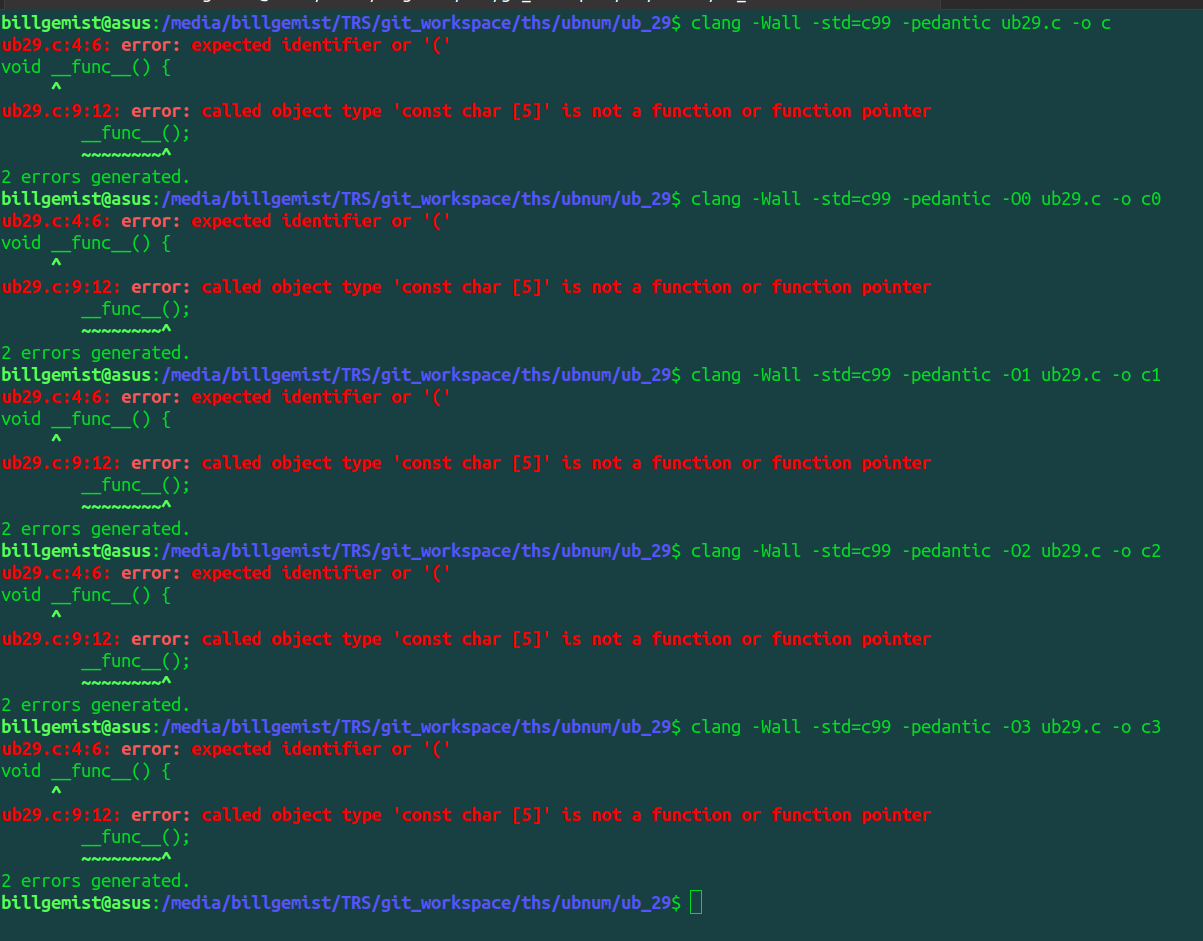 billgemist@asus:/media/billgemist/TRS/git_workspace/ths/ubnum/ub_29$ clang -Wall -std=c99 -pedantic ub29.c -o c
ub29.c:4:6: error: expected identifier or '('
void __func__() {
     ^
ub29.c:9:12: error: called object type 'const char [5]' is not a function or function pointer
        __func__();
        ~~~~~~~~^
2 errors generated.
billgemist@asus:/media/billgemist/TRS/git_workspace/ths/ubnum/ub_29$ clang -Wall -std=c99 -pedantic -O0 ub29.c -o c0
ub29.c:4:6: error: expected identifier or '('
void __func__() {
     ^
ub29.c:9:12: error: called object type 'const char [5]' is not a function or function pointer
        __func__();
        ~~~~~~~~^
2 errors generated.
billgemist@asus:/media/billgemist/TRS/git_workspace/ths/ubnum/ub_29$ clang -Wall -std=c99 -pedantic -O1 ub29.c -o c1
ub29.c:4:6: error: expected identifier or '('
void __func__() {
     ^
ub29.c:9:12: error: called object type 'const char [5]' is not a function or function pointer
        __func__();
        ~~~~~~~~^
2 errors generated.
billgemist@asus:/media/billgemist/TRS/git_workspace/ths/ubnum/ub_29$ clang -Wall -std=c99 -pedantic -O2 ub29.c -o c2
ub29.c:4:6: error: expected identifier or '('
void __func__() {
     ^
ub29.c:9:12: error: called object type 'const char [5]' is not a function or function pointer
        __func__();
        ~~~~~~~~^
2 errors generated.
billgemist@asus:/media/billgemist/TRS/git_workspace/ths/ubnum/ub_29$ clang -Wall -std=c99 -pedantic -O3 ub29.c -o c3
ub29.c:4:6: error: expected identifier or '('
void __func__() {
     ^
ub29.c:9:12: error: called object type 'const char [5]' is not a function or function pointer
        __func__();
        ~~~~~~~~^
2 errors generated.
billgemist@asus:/media/billgemist/TRS/git_workspace/ths/ubnum/ub_29$